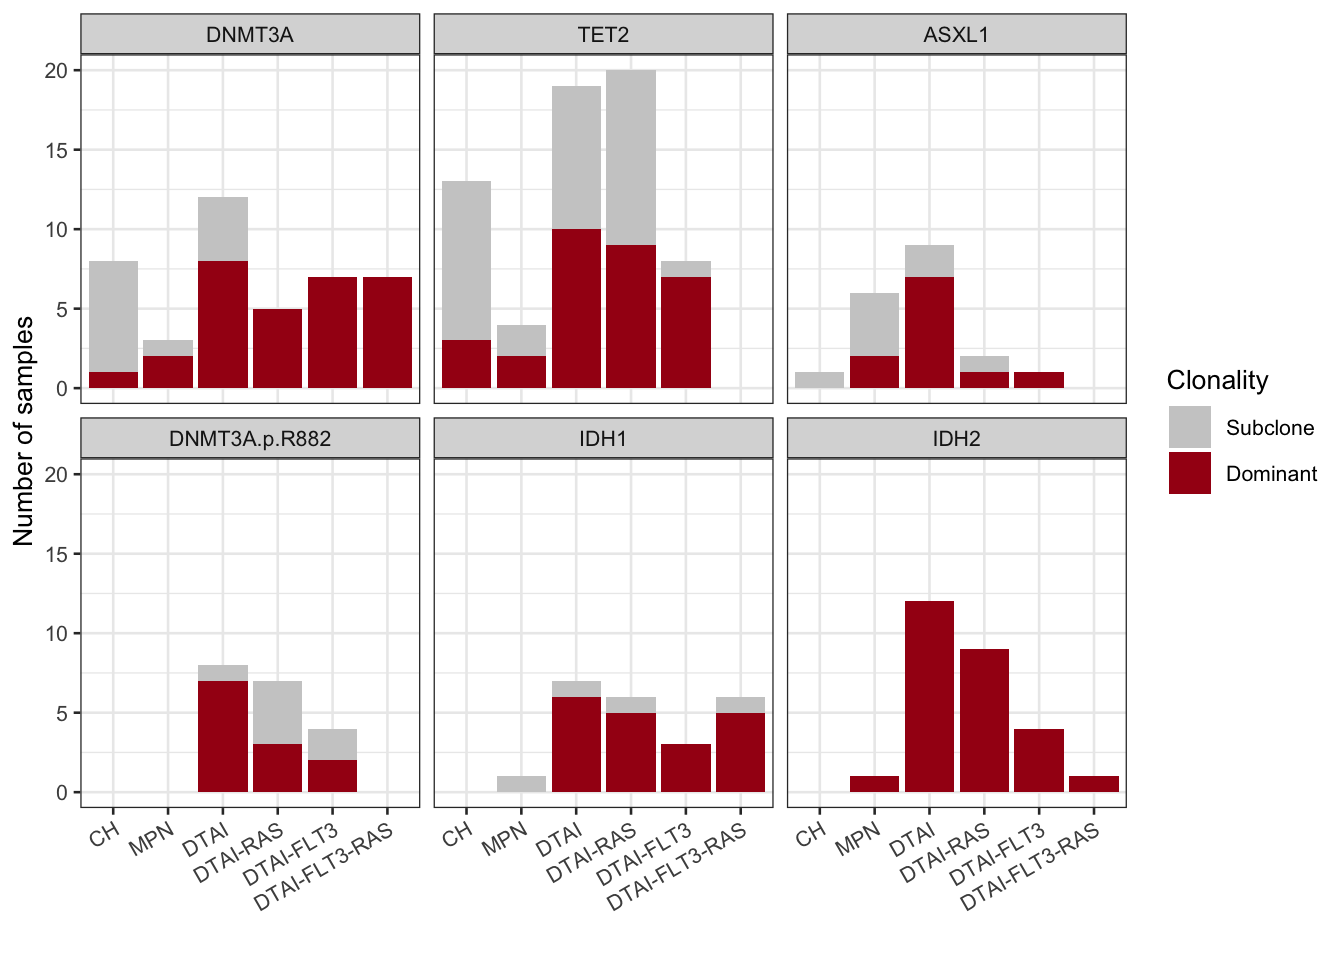 DNMT3A
TET2
ASXL1
20
15
10
5
0
Number of samples
DNMT3A.p.R882
IDH1
IDH2
20
15
10
5
0
CH
MPN
DTAI
DTAI-RAS
DTAI-FLT3
DTAI-FLT3-RAS
CH
MPN
DTAI
DTAI-RAS
DTAI-FLT3
DTAI-FLT3-RAS
CH
MPN
DTAI
DTAI-RAS
DTAI-FLT3
DTAI-FLT3-RAS
Clonality
Subclone
Dominant